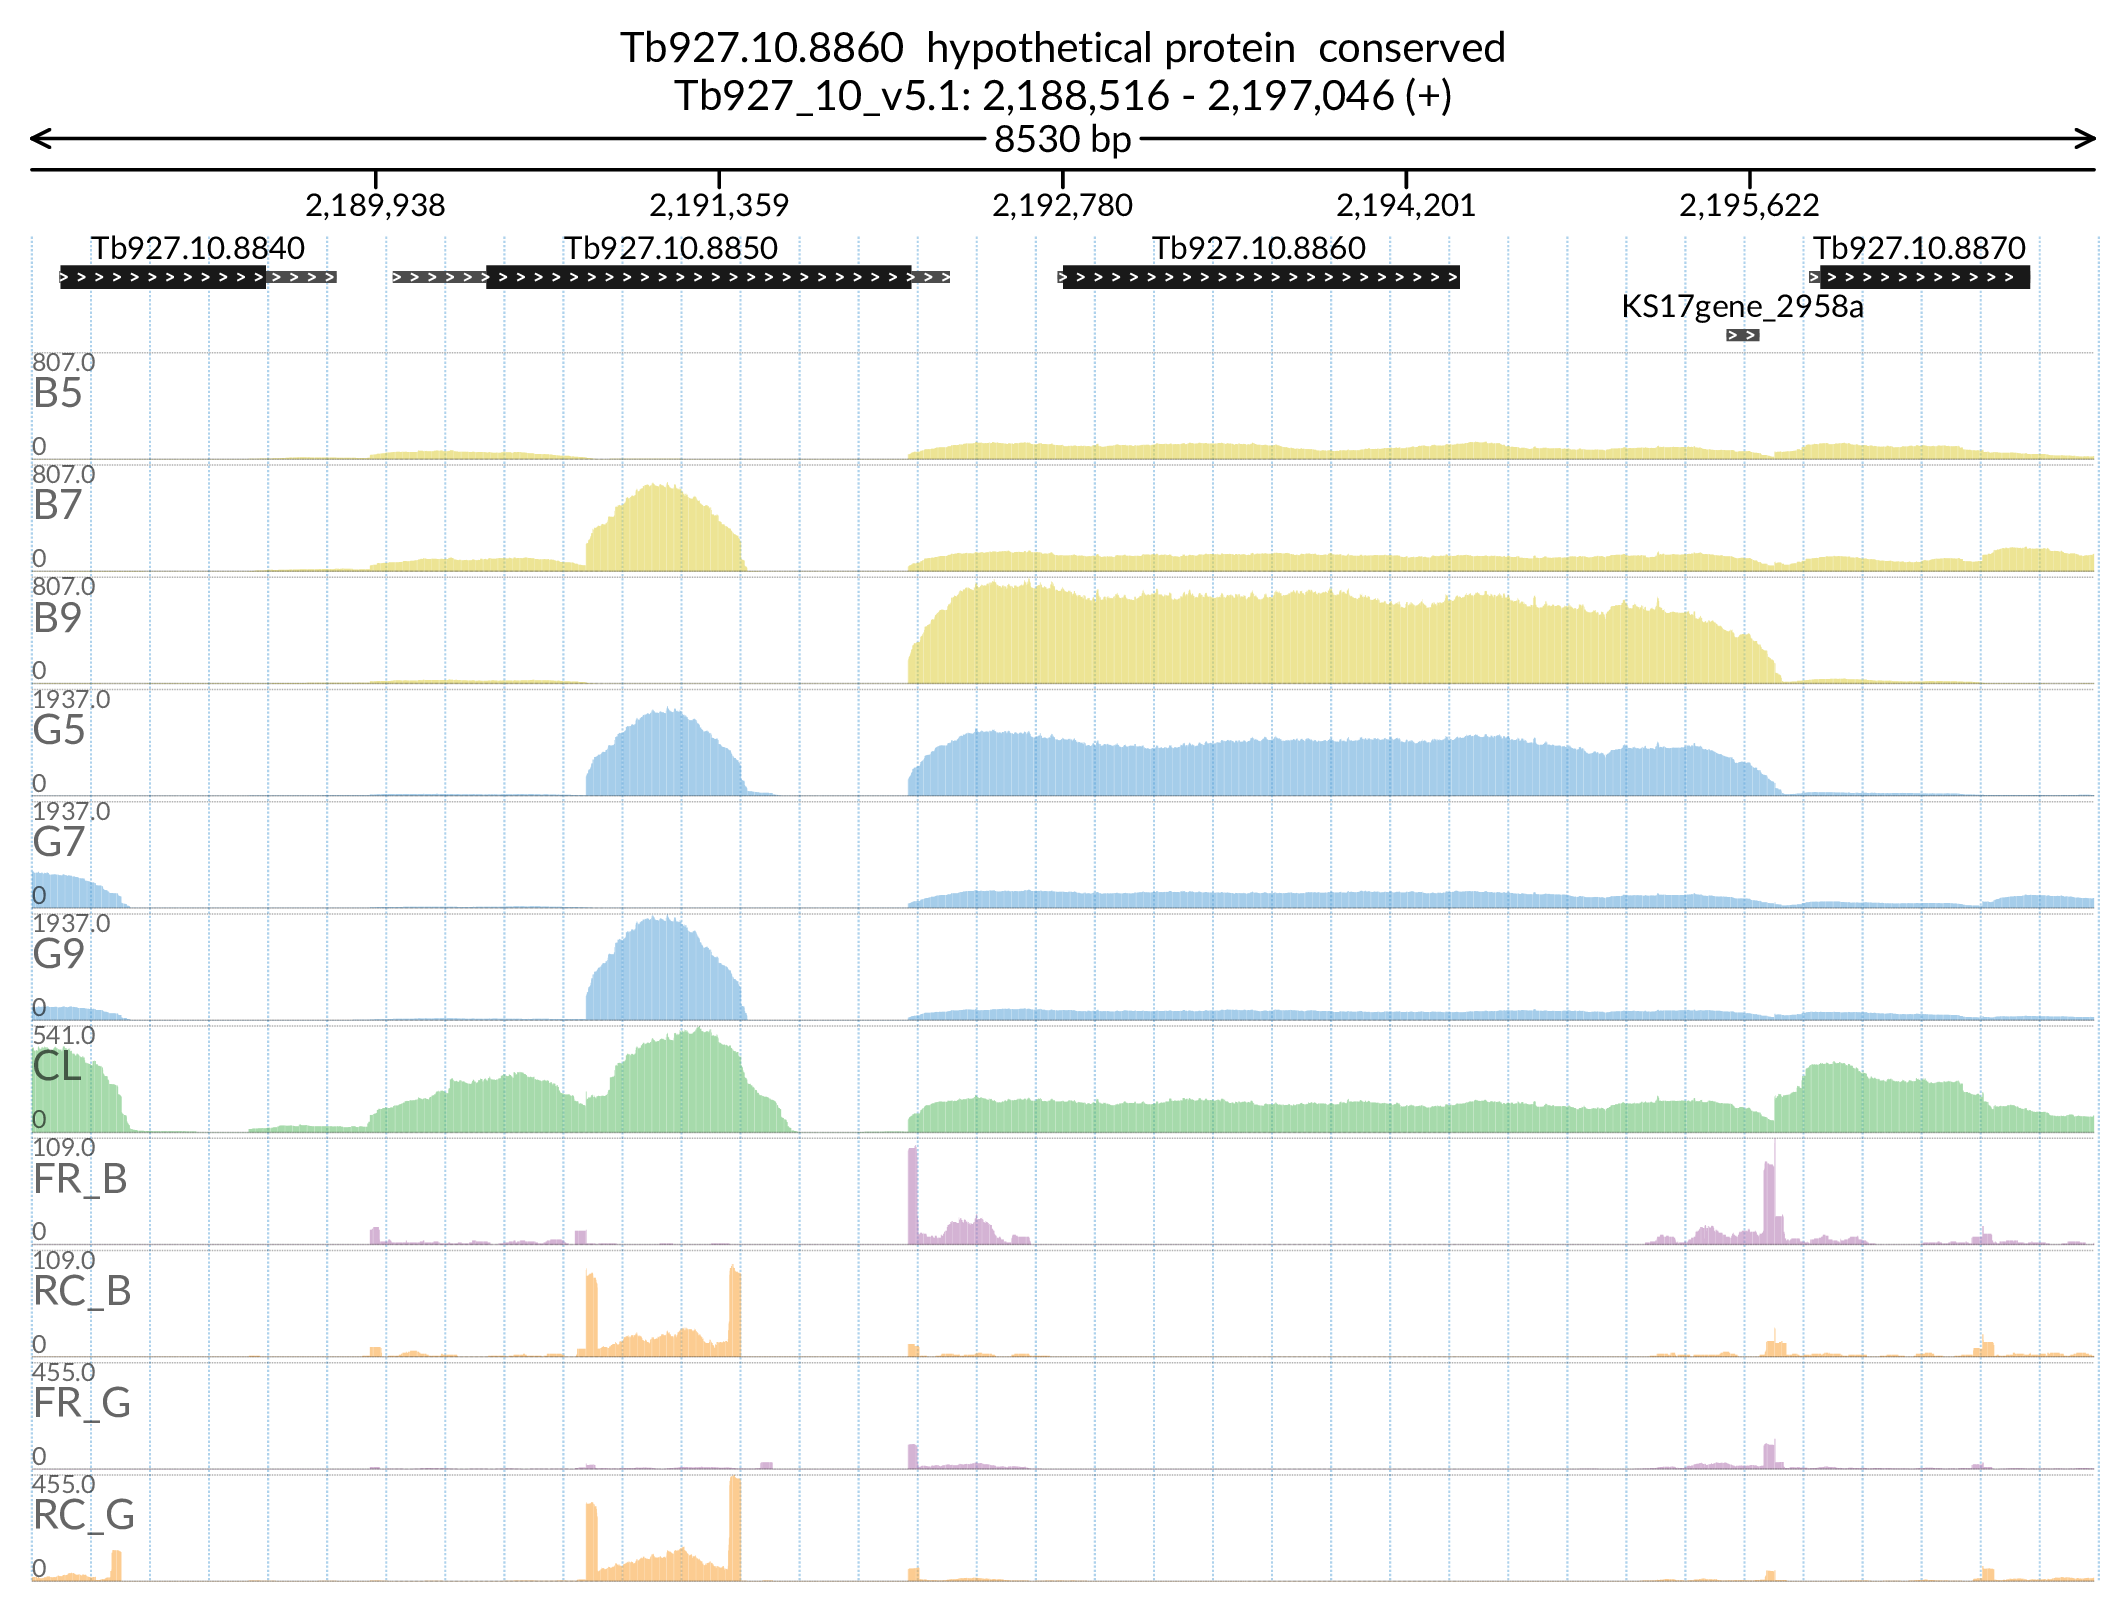 Tb927.10.8860  hypothetical protein  conserved
Tb927_10_v5.1: 2,188,516 - 2,197,046 (+)
8530 bp
2,189,938 2,191,359 2,192,780 2,194,201 2,195,622
Tb927.10.8840 Tb927.10.8850 Tb927.10.8860 Tb927.10.8870
KS17gene_2958a
807.0
B5
0
807.0
B7
0
807.0
B9
0
1937.0
G5
0
1937.0
G7
0
1937.0
G9
0
541.0
CL
0
109.0
FR_B
0
109.0
RC_B
0
455.0
FR_G
0
455.0
RC_G
0